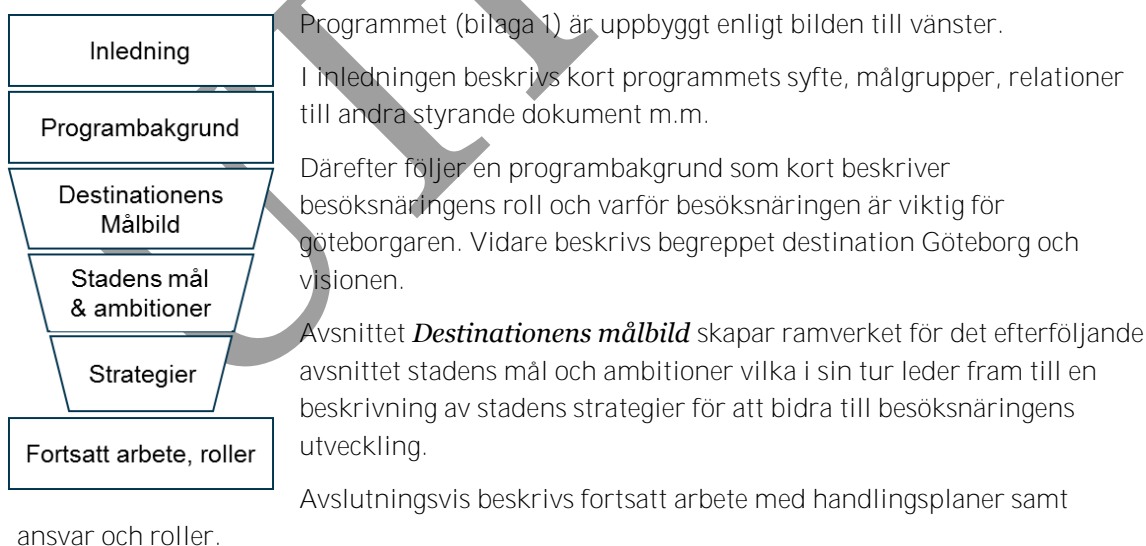 Inledning
Programbakgrund
Destinationens
Målbild
Stadens mål
& ambitioner
Strategier
Fortsatt arbete, roller
Programmet (bilaga 1) är uppbyggt enligt bilden till vänster.
I inledningen beskrivs kort programmets syfte, målgrupper, relationer
till andra styrande dokument m.m.
Därefter följer en programbakgrund som kort beskriver
besöksnäringens roll och varför besöksnäringen är viktig för
göteborgaren. Vidare beskrivs begreppet destination Göteborg och
visionen.
Avsnittet Destinationens målbild skapar ramverket för det efterföljande
avsnittet stadens mål och ambitioner vilka i sin tur leder fram till en
beskrivning av stadens strategier för att bidra till besöksnäringens
utveckling.
Avslutningsvis beskrivs fortsatt arbete med handlingsplaner samt
ansvar och roller.